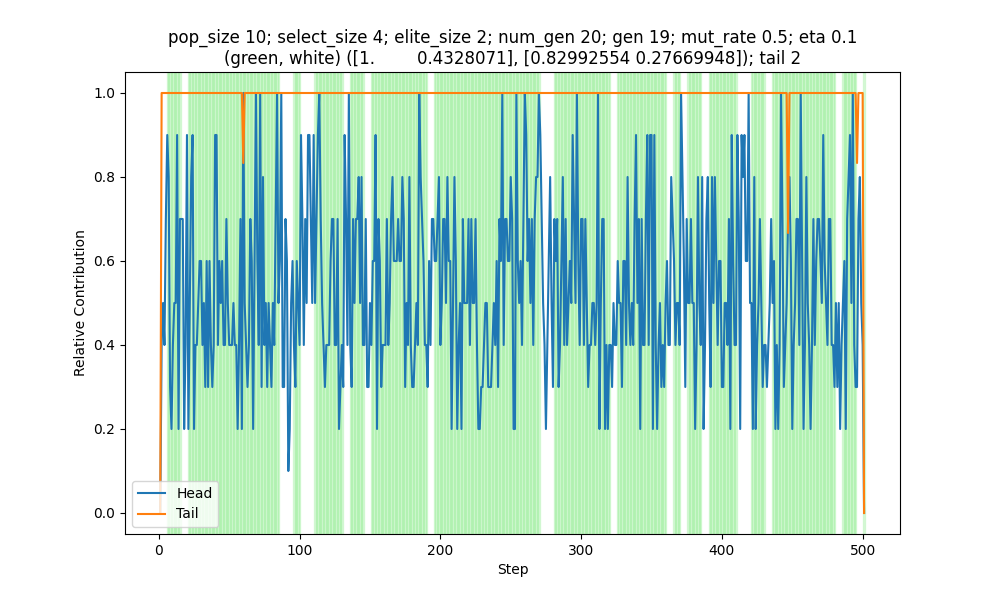 pop_size 10; select_size 4; elite_size 2; num_gen 20; gen 19; mut_rate 0.5; eta 0.1
(green, white) ([1. 0.4328071], [0.82992554 0.27669948]); tail 2
1.0
0.8
0.6
0.4
0.2
0.0
Relative Contribution
Head
Tail
0
100
200
300
400
500
Step